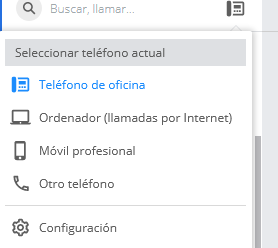 Buscar, llamar...
Seleccionar teléfono actual
Teléfono de oficina
Ordenador (llamadas por Internet)
Móvil profesional
Otro teléfono
Configuración